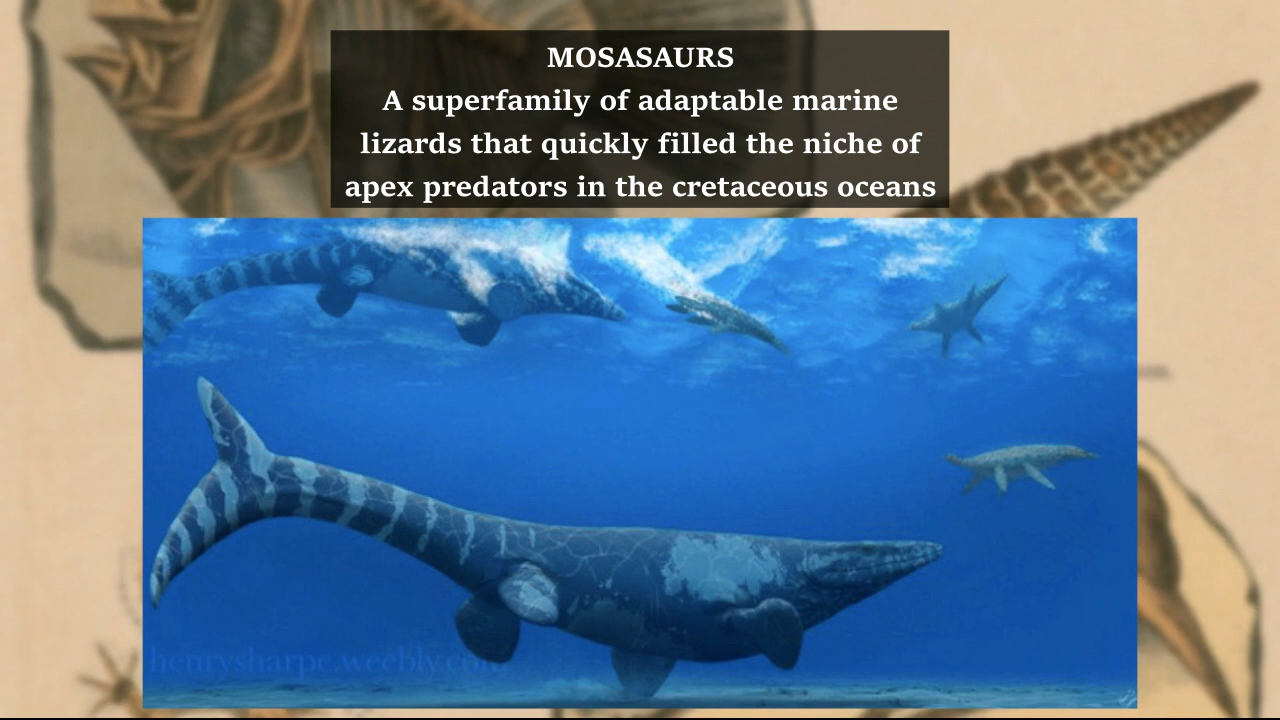 MOSASAURS
A superfamily of adaptable marine
lizards that quickly filled the niche of
apex predators in the cretaceous oceans
henrysharpe.weebly.com